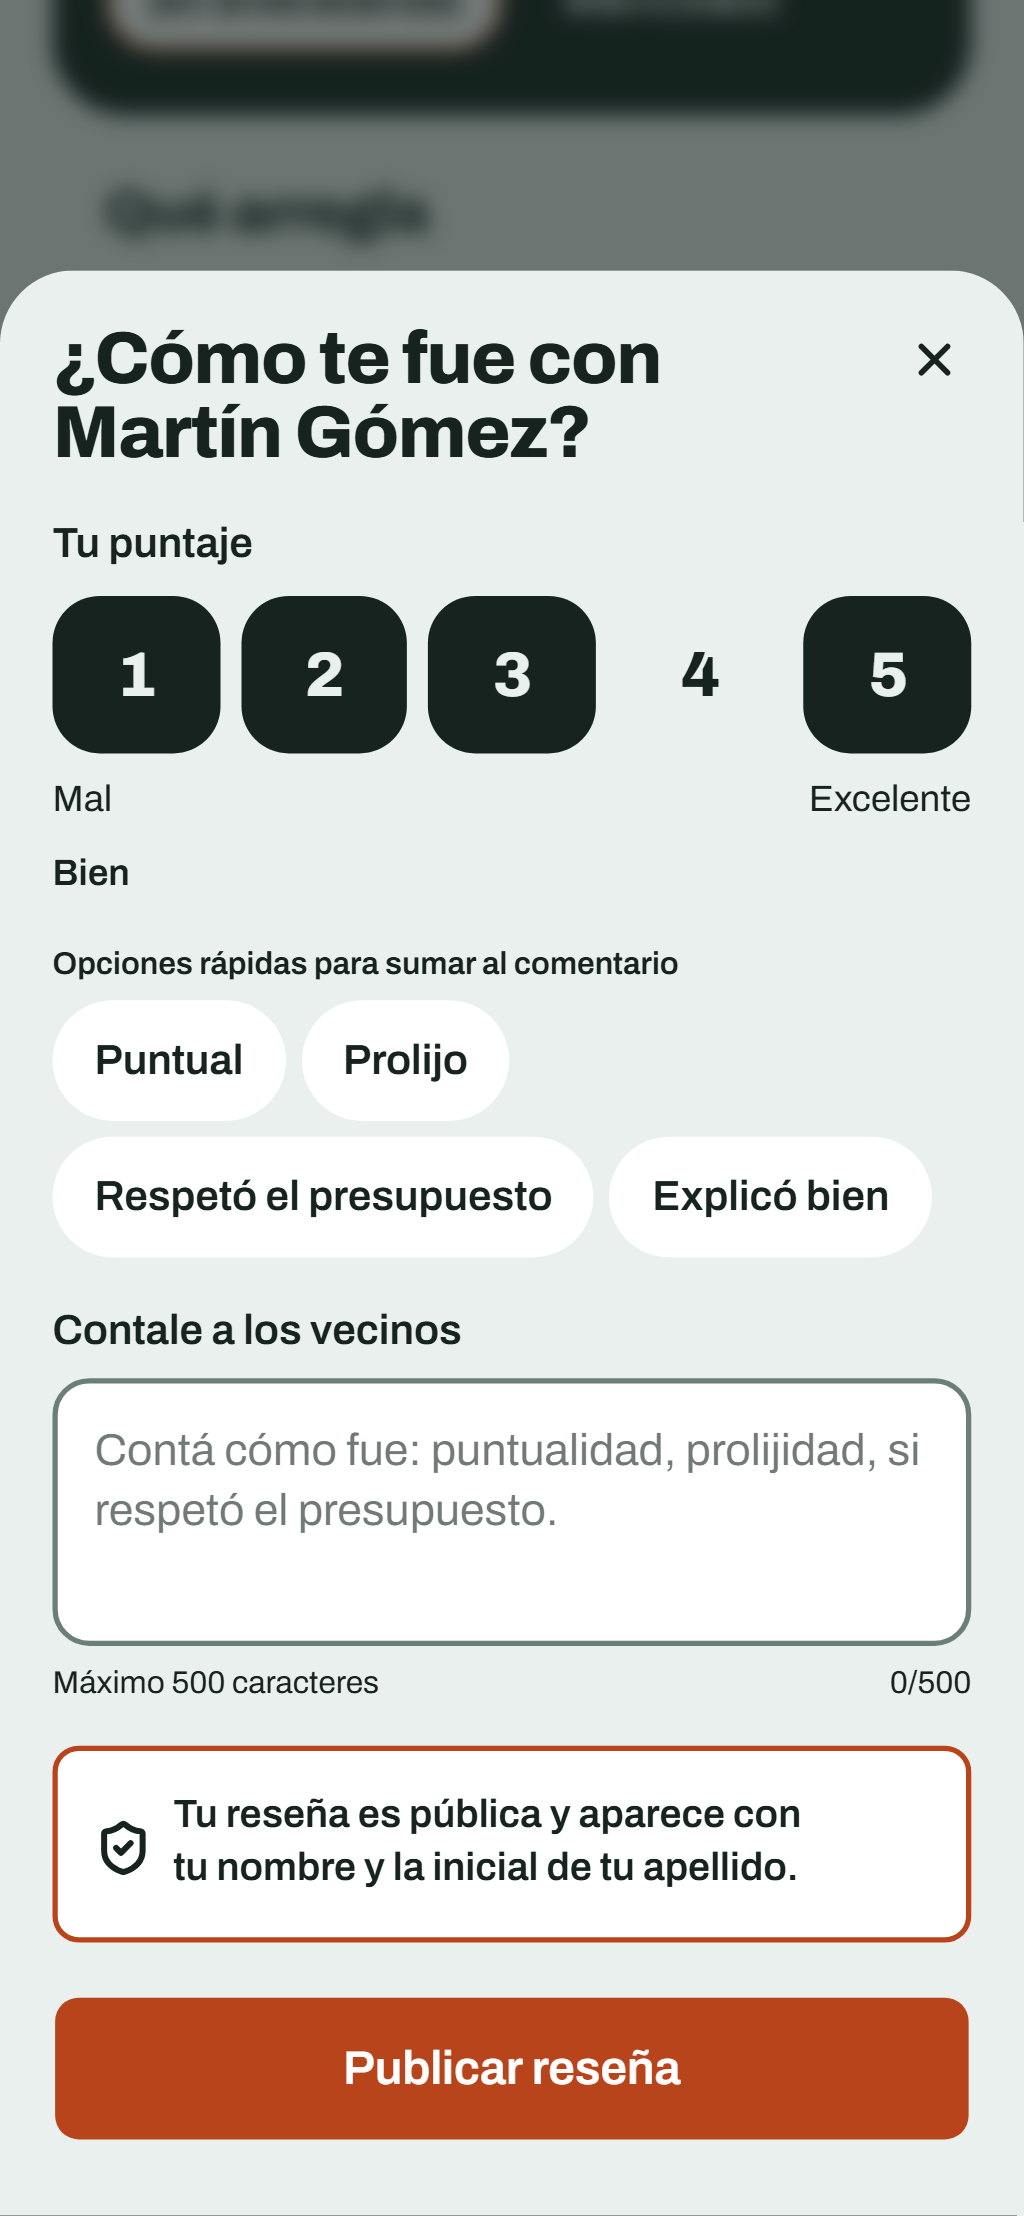 Qué arregla
¿Cómo te fue con
Martín Gómez?
Tu puntaje
1 2 3 4 5
Mal Excelente
Bien
Opciones rápidas para sumar al comentario
Puntual Prolijo
Respetó el presupuesto Explicó bien
Contale a los vecinos
Contá cómo fue: puntualidad, prolijidad, si
respetó el presupuesto.
Máximo 500 caracteres 0/500
Tu reseña es pública y aparece con
tu nombre y la inicial de tu apellido.
Publicar reseña